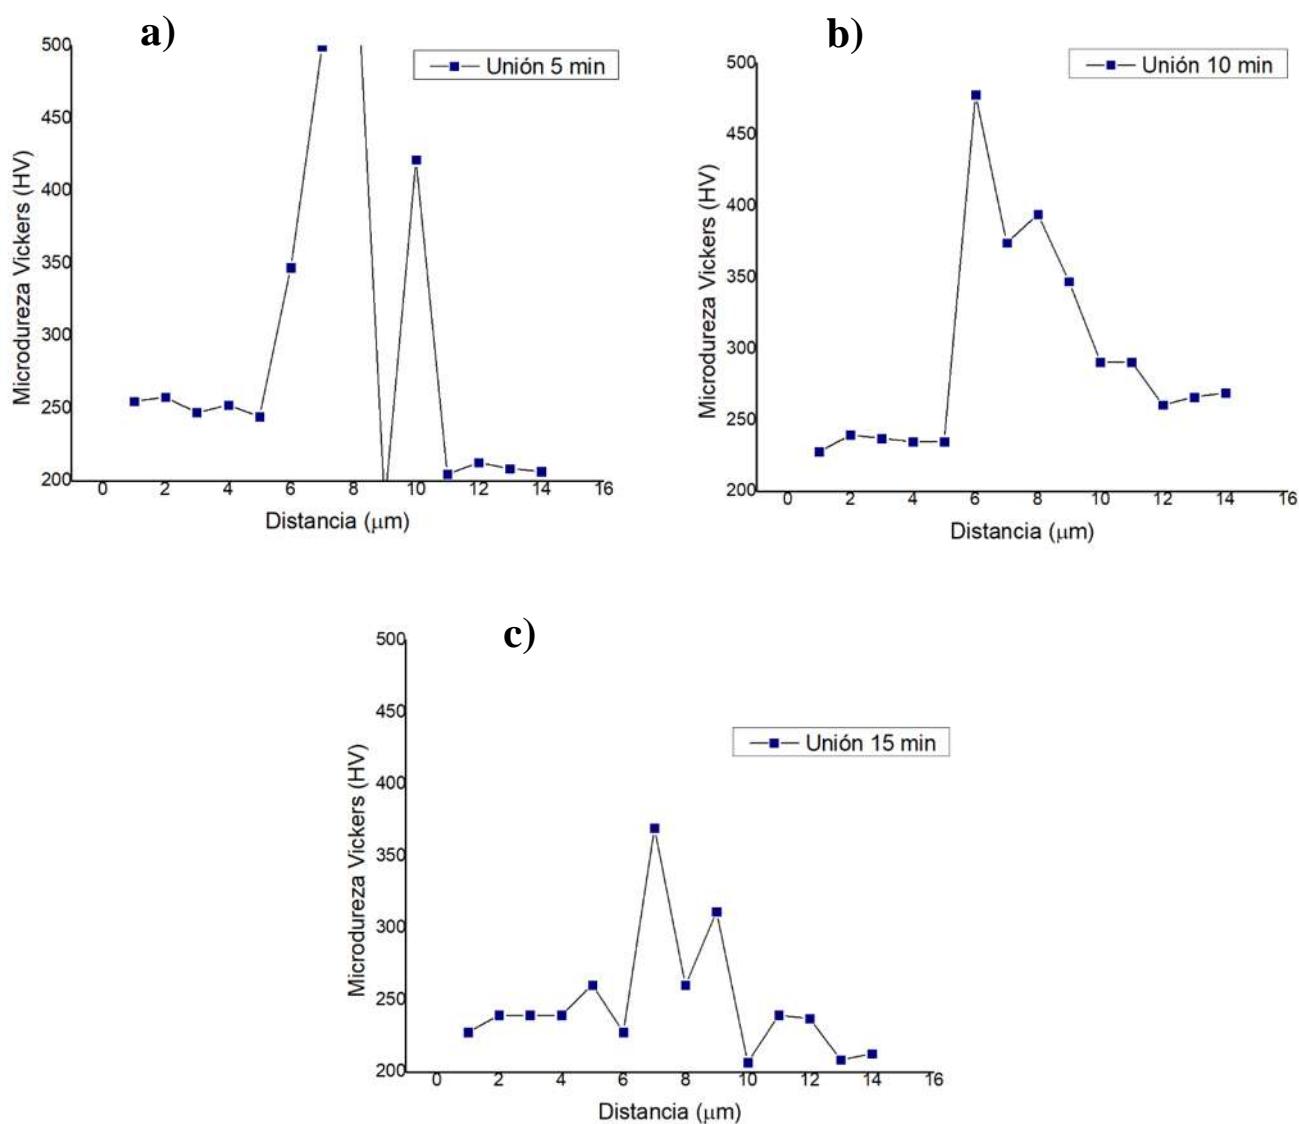 a)
Unión 5 min
Microdureza Vickers (HV)
500
450
400
350
300
250
200
0 2 4 6 8 10 12 14 16
Distancia (μm)
b)
Unión 10 min
Microdureza Vickers (HV)
500
450
400
350
300
250
200
0 2 4 6 8 10 12 14 16
Distancia (μm)
c)
Unión 15 min
Microdureza Vickers (HV)
500
450
400
350
300
250
200
0 2 4 6 8 10 12 14 16
Distancia (μm)